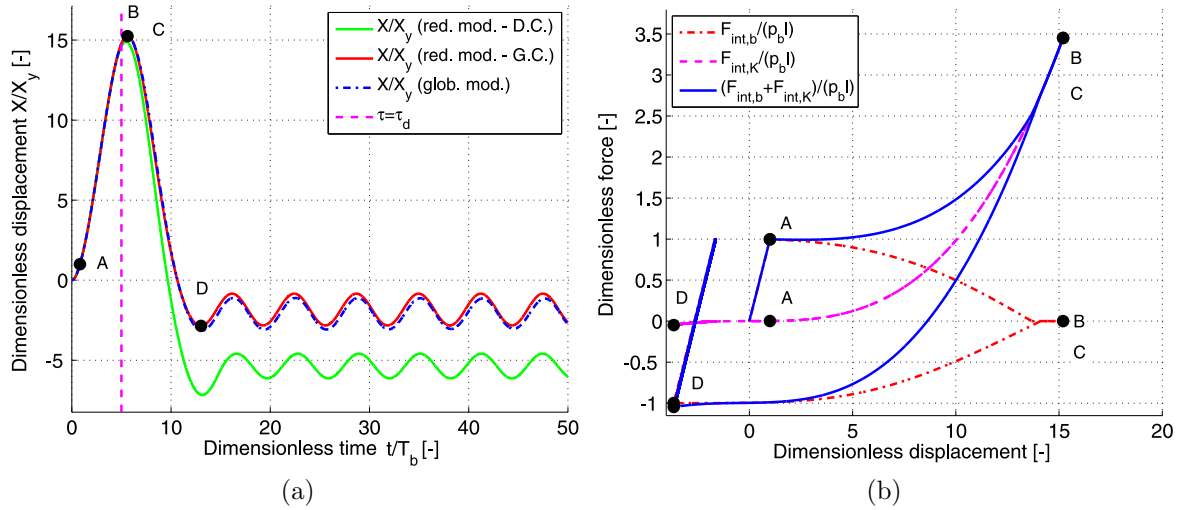 B
C
A
D
X/X_y (red. mod. - D.C.)
X/X_y (red. mod. - G.C.)
X/X_y (glob. mod.)
τ=τ_d
15
10
5
0
-5
0
10
20
30
40
50
Dimensionless displacement X/X_y [-]
Dimensionless time t/T_b [-]
(a)
F_int,b/(p_b l)
F_int,K/(p_b l)
(F_int,b+F_int,K)/(p_b l)
B
C
A
A
D
D
B
C
3.5
3
2.5
2
1.5
1
0.5
0
-0.5
-1
0
5
10
15
20
Dimensionless force [-]
Dimensionless displacement [-]
(b)